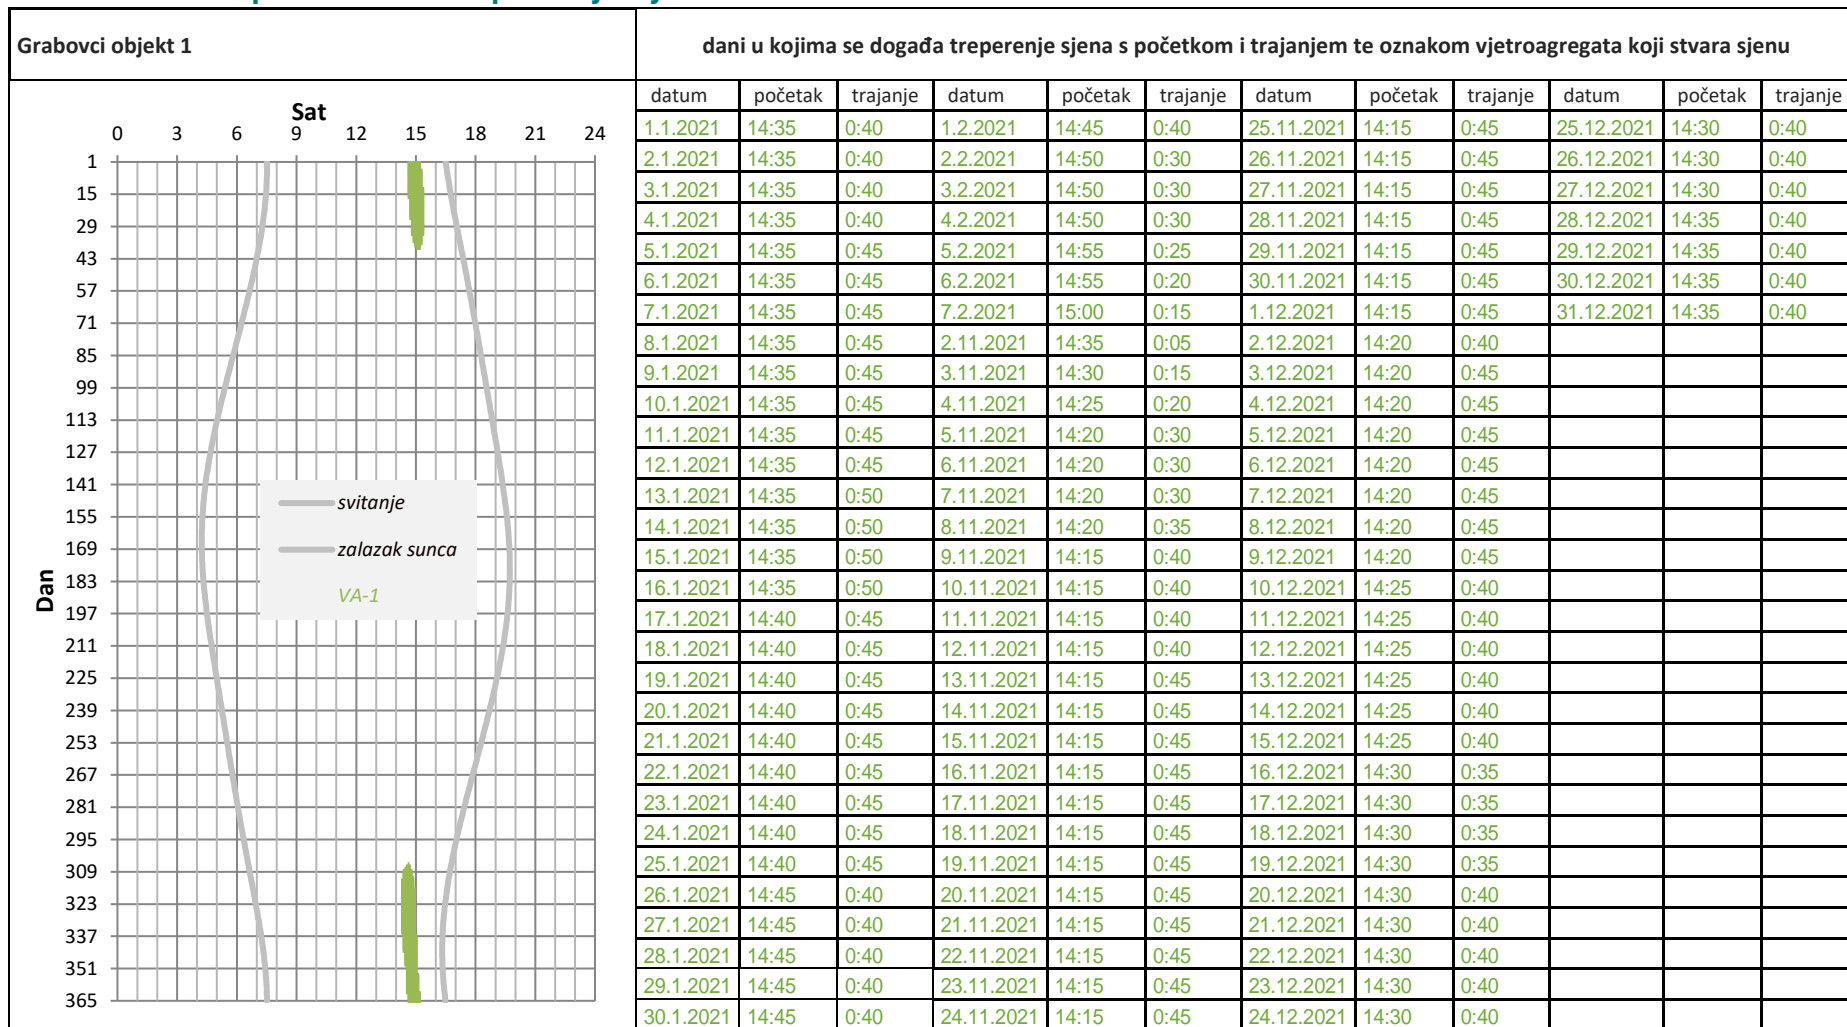 Grabovci objekt 1
dani u kojima se događa treperenje sjena s početkom i trajanjem te oznakom vjetroagregata koji stvara sjenu
Sat
0 3 6 9 12 15 18 21 24
1
15
29
43
57
71
85
99
113
127
141
155
169
183
197
211
225
239
253
267
281
295
309
323
337
351
365
Dan
svitanje
zalazak sunca
VA-1
datum početak trajanje datum početak trajanje datum početak trajanje datum početak trajanje
1.1.2021 14:35 0:40 1.2.2021 14:45 0:40 25.11.2021 14:15 0:45 25.12.2021 14:30 0:40
2.1.2021 14:35 0:40 2.2.2021 14:50 0:30 26.11.2021 14:15 0:45 26.12.2021 14:30 0:40
3.1.2021 14:35 0:40 3.2.2021 14:50 0:30 27.11.2021 14:15 0:45 27.12.2021 14:30 0:40
4.1.2021 14:35 0:40 4.2.2021 14:50 0:30 28.11.2021 14:15 0:45 28.12.2021 14:35 0:40
5.1.2021 14:35 0:45 5.2.2021 14:55 0:25 29.11.2021 14:15 0:45 29.12.2021 14:35 0:40
6.1.2021 14:35 0:45 6.2.2021 14:55 0:20 30.11.2021 14:15 0:45 30.12.2021 14:35 0:40
7.1.2021 14:35 0:45 7.2.2021 15:00 0:15 1.12.2021 14:15 0:45 31.12.2021 14:35 0:40
8.1.2021 14:35 0:45 2.11.2021 14:35 0:05 2.12.2021 14:20 0:40
9.1.2021 14:35 0:45 3.11.2021 14:30 0:15 3.12.2021 14:20 0:45
10.1.2021 14:35 0:45 4.11.2021 14:25 0:20 4.12.2021 14:20 0:45
11.1.2021 14:35 0:45 5.11.2021 14:20 0:30 5.12.2021 14:20 0:45
12.1.2021 14:35 0:45 6.11.2021 14:20 0:30 6.12.2021 14:20 0:45
13.1.2021 14:35 0:50 7.11.2021 14:20 0:30 7.12.2021 14:20 0:45
14.1.2021 14:35 0:50 8.11.2021 14:20 0:35 8.12.2021 14:20 0:45
15.1.2021 14:35 0:50 9.11.2021 14:15 0:40 9.12.2021 14:20 0:45
16.1.2021 14:35 0:50 10.11.2021 14:15 0:40 10.12.2021 14:25 0:40
17.1.2021 14:40 0:45 11.11.2021 14:15 0:40 11.12.2021 14:25 0:40
18.1.2021 14:40 0:45 12.11.2021 14:15 0:40 12.12.2021 14:25 0:40
19.1.2021 14:40 0:45 13.11.2021 14:15 0:45 13.12.2021 14:25 0:40
20.1.2021 14:40 0:45 14.11.2021 14:15 0:45 14.12.2021 14:25 0:40
21.1.2021 14:40 0:45 15.11.2021 14:15 0:45 15.12.2021 14:25 0:40
22.1.2021 14:40 0:45 16.11.2021 14:15 0:45 16.12.2021 14:30 0:35
23.1.2021 14:40 0:45 17.11.2021 14:15 0:45 17.12.2021 14:30 0:35
24.1.2021 14:40 0:45 18.11.2021 14:15 0:45 18.12.2021 14:30 0:35
25.1.2021 14:40 0:45 19.11.2021 14:15 0:45 19.12.2021 14:30 0:35
26.1.2021 14:45 0:40 20.11.2021 14:15 0:45 20.12.2021 14:30 0:40
27.1.2021 14:45 0:40 21.11.2021 14:15 0:45 21.12.2021 14:30 0:40
28.1.2021 14:45 0:40 22.11.2021 14:15 0:45 22.12.2021 14:30 0:40
29.1.2021 14:45 0:40 23.11.2021 14:15 0:45 23.12.2021 14:30 0:40
30.1.2021 14:45 0:40 24.11.2021 14:15 0:45 24.12.2021 14:30 0:40